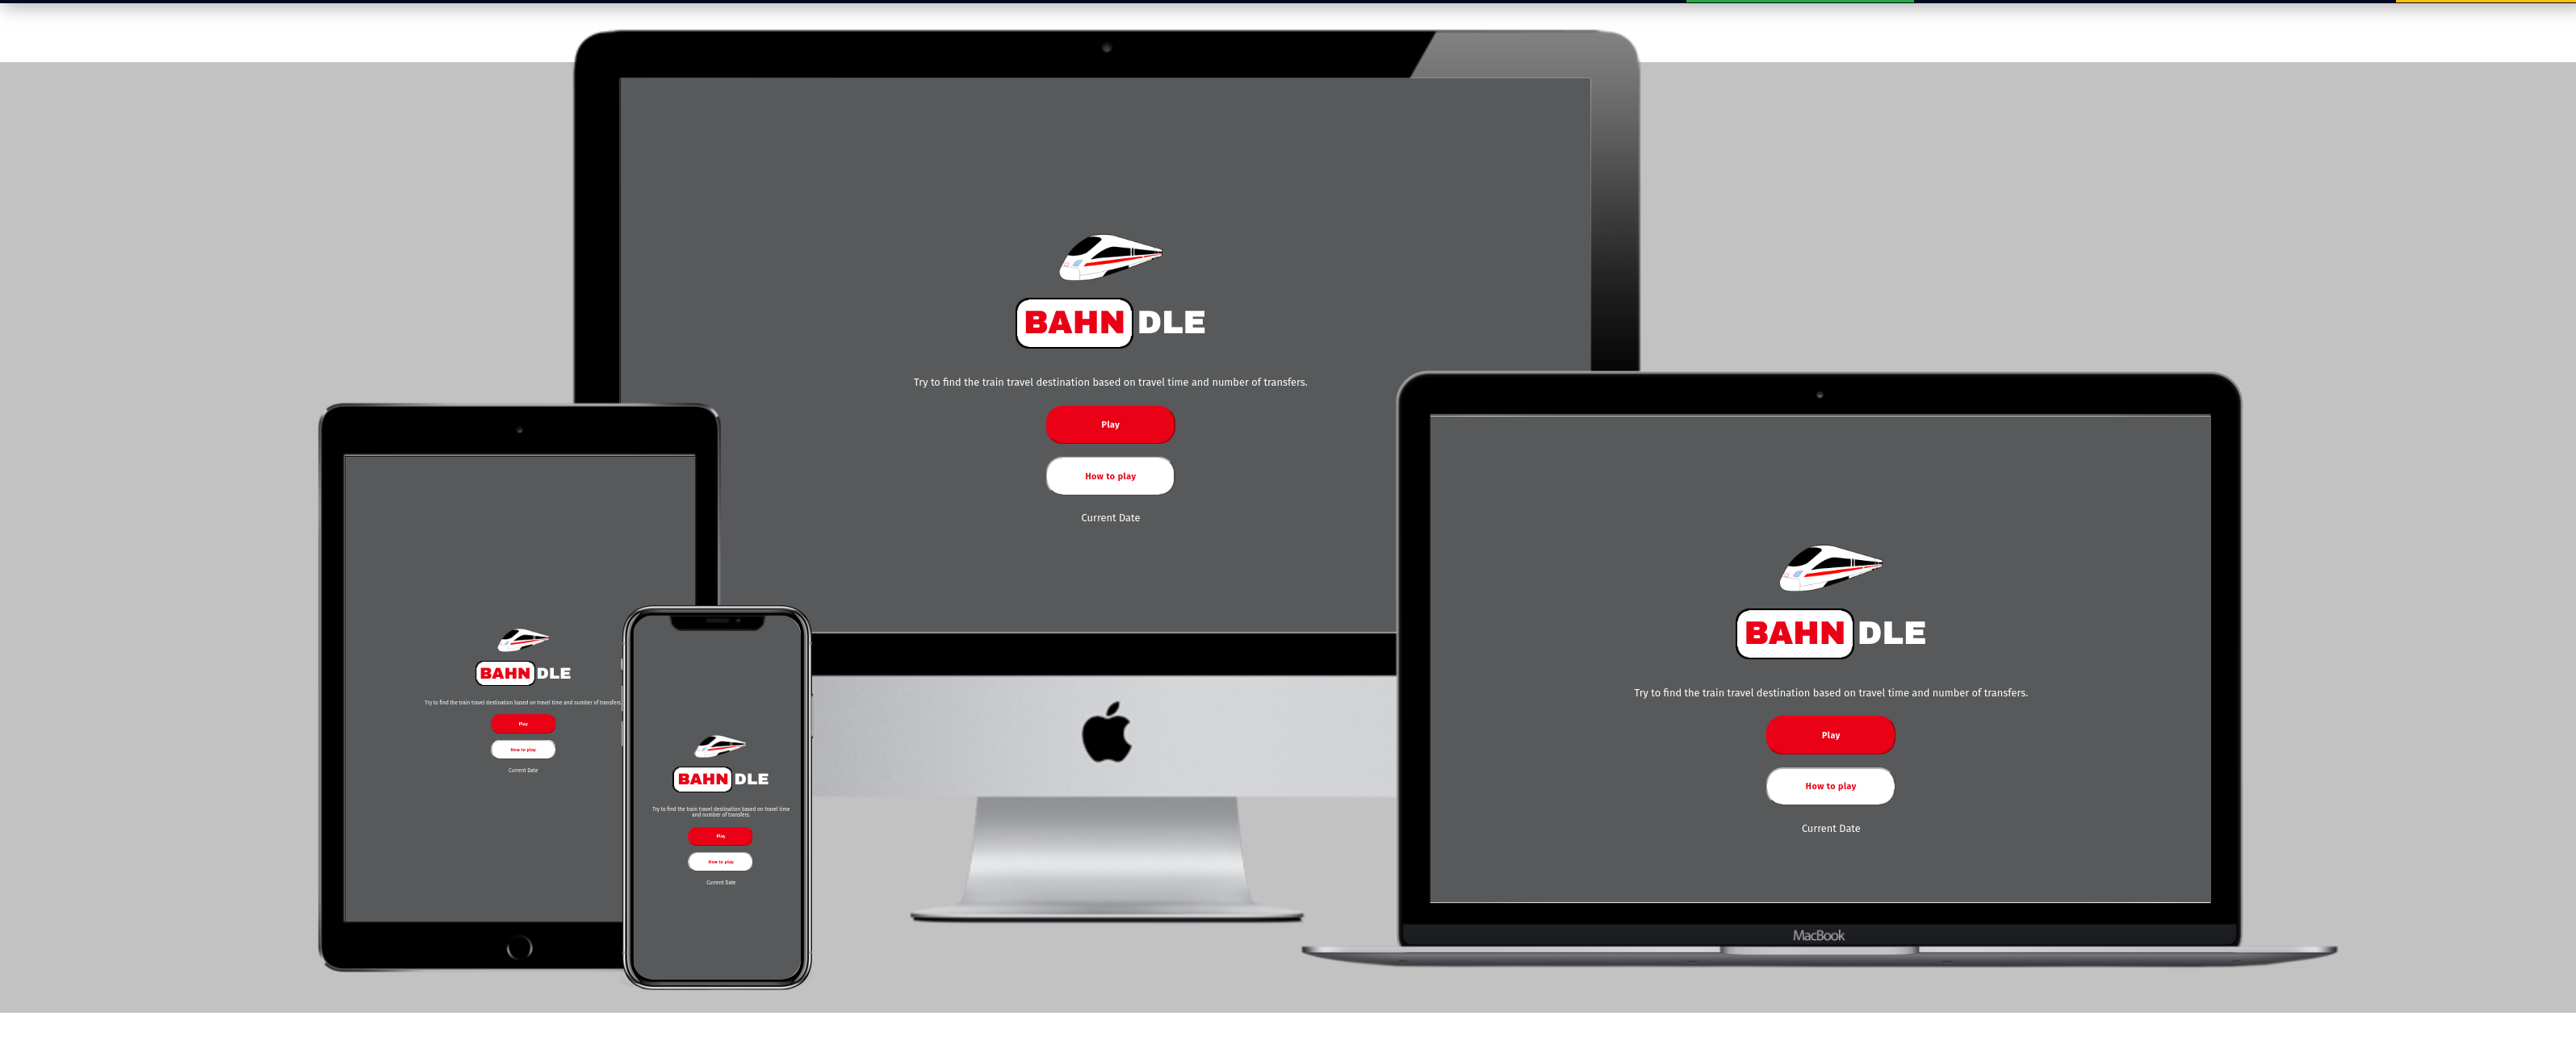 BAHN DLE
Try to find the train travel destination based on travel time and number of transfers.
Play
How to play
Current Date
BAHN DLE
Try to find the train travel destination based on travel time and number of transfers.
Play
How to play
Current Date
BAHN DLE
Try to find the train travel destination based on travel time
and number of transfers.
Play
How to play
Current Date
BAHN DLE
Try to find the train travel destination based on travel time and number of transfers.
Play
How to play
Current Date
MacBook